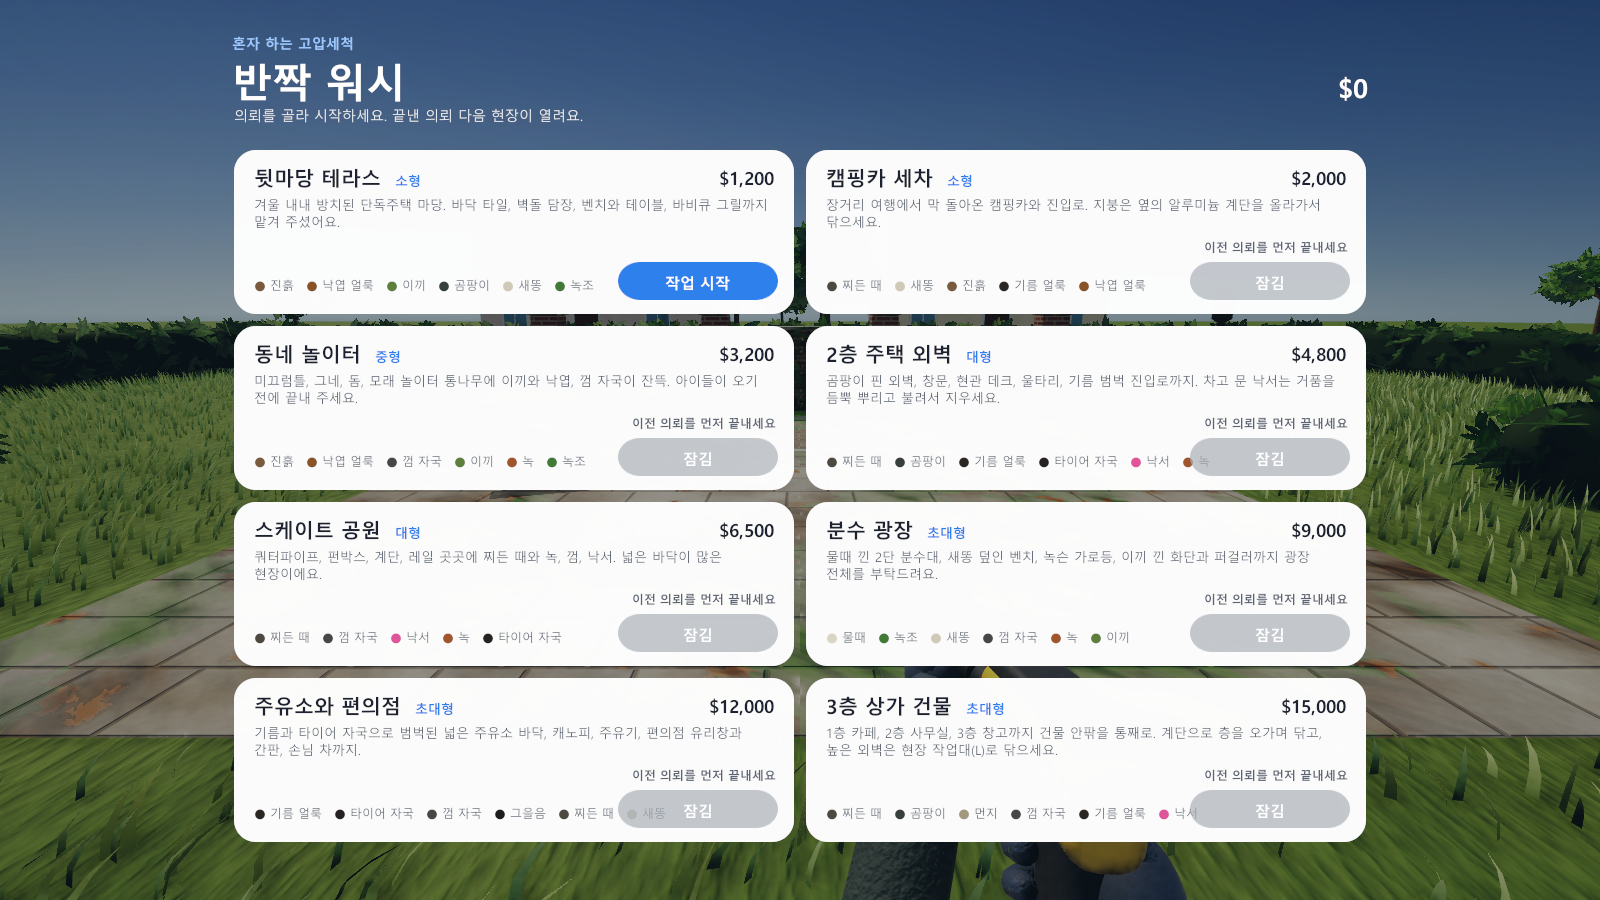 혼자 하는 고압세척
반짝 워시
$0
의뢰를 골라 시작하세요. 끝낸 의뢰 다음 현장이 열려요.
뒷마당 테라스 소형 $1,200
겨울 내내 방치된 단독주택 마당. 바닥 타일, 벽돌 담장, 벤치와 테이블, 바비큐 그릴까지
맡겨 주셨어요.
진흙 낙엽 얼룩 이끼 곰팡이 새똥 녹조
작업 시작
캠핑카 세차 소형 $2,000
장거리 여행에서 막 돌아온 캠핑카와 진입로. 지붕은 옆의 알루미늄 계단을 올라가서
닦으세요.
이전 의뢰를 먼저 끝내세요
찌든 때 새똥 진흙 기름 얼룩 낙엽 얼룩
잠김
동네 놀이터 중형 $3,200
미끄럼틀, 그네, 돔, 모래 놀이터 통나무에 이끼와 낙엽, 껌 자국이 잔뜩. 아이들이 오기
전에 끝내 주세요.
이전 의뢰를 먼저 끝내세요
진흙 낙엽 얼룩 껌 자국 이끼 녹 녹조
잠김
2층 주택 외벽 대형 $4,800
곰팡이 핀 외벽, 창문, 현관 데크, 울타리, 기름 범벅 진입로까지. 차고 문 낙서는 거품을
듬뿍 뿌리고 불려서 지우세요.
이전 의뢰를 먼저 끝내세요
찌든 때 곰팡이 기름 얼룩 타이어 자국 낙서 녹
잠김
스케이트 공원 대형 $6,500
쿼터파이프, 펀박스, 계단, 레일 곳곳에 찌든 때와 녹, 껌, 낙서. 넓은 바닥이 많은
현장이에요.
이전 의뢰를 먼저 끝내세요
찌든 때 껌 자국 낙서 녹 타이어 자국
잠김
분수 광장 초대형 $9,000
물때 낀 2단 분수대, 새똥 덮인 벤치, 녹슨 가로등, 이끼 낀 화단과 퍼걸러까지 광장
전체를 부탁드려요.
이전 의뢰를 먼저 끝내세요
물때 녹조 새똥 껌 자국 녹 이끼
잠김
주유소와 편의점 초대형 $12,000
기름과 타이어 자국으로 범벅된 넓은 주유소 바닥, 캐노피, 주유기, 편의점 유리창과
간판, 손님 차까지.
이전 의뢰를 먼저 끝내세요
기름 얼룩 타이어 자국 껌 자국 그을음 찌든 때 새똥
잠김
3층 상가 건물 초대형 $15,000
1층 카페, 2층 사무실, 3층 창고까지 건물 안팎을 통째로. 계단으로 층을 오가며 닦고,
높은 외벽은 현장 작업대(L)로 닦으세요.
이전 의뢰를 먼저 끝내세요
찌든 때 곰팡이 먼지 껌 자국 기름 얼룩 낙서
잠김